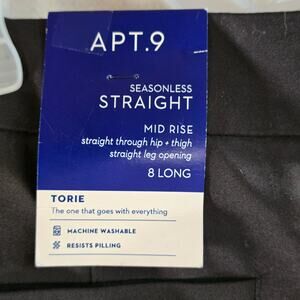 APT.9
SEASONLESS
STRAIGHT
MID RISE
straight through hip + thigh
straight leg opening
8 LONG
TORIE
The one that goes with everything
MACHINE WASHABLE
RESISTS PILLING